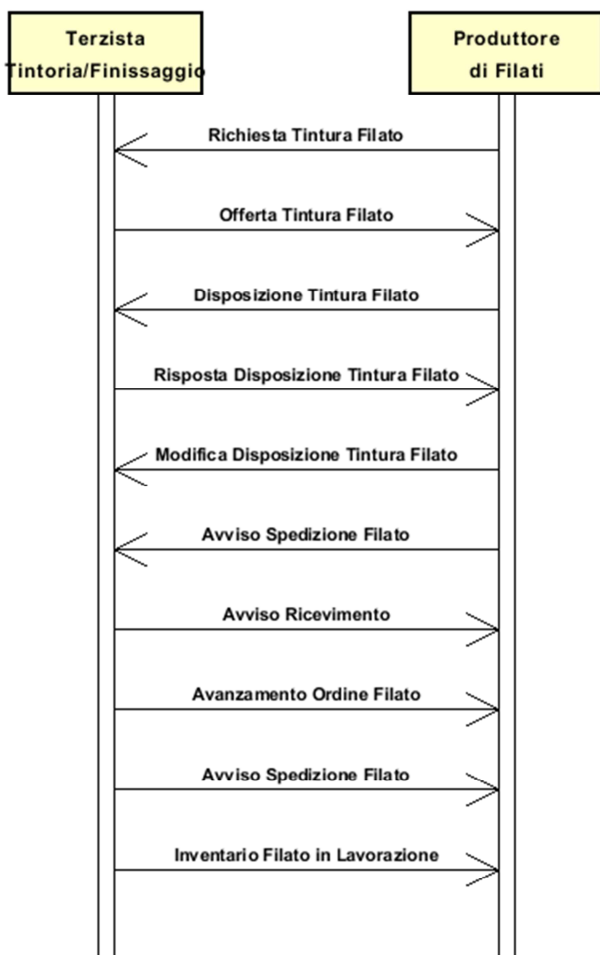 Terzista
Tintoria/Finissaggio
Produttore
di Filati
Richiesta Tintura Filato
Offerta Tintura Filato
Disposizione Tintura Filato
Risposta Disposizione Tintura Filato
Modifica Disposizione Tintura Filato
Avviso Spedizione Filato
Avviso Ricevimento
Avanzamento Ordine Filato
Avviso Spedizione Filato
Inventario Filato in Lavorazione